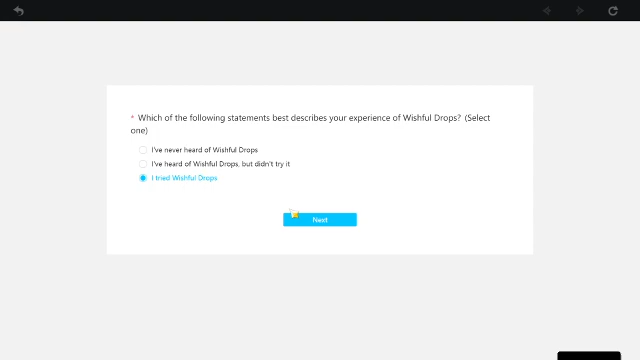 * Which of the following statements best describes your experience of Wishful Drops? (Select
one)
I've never heard of Wishful Drops
I've heard of Wishful Drops, but didn't try it
I tried Wishful Drops
Next